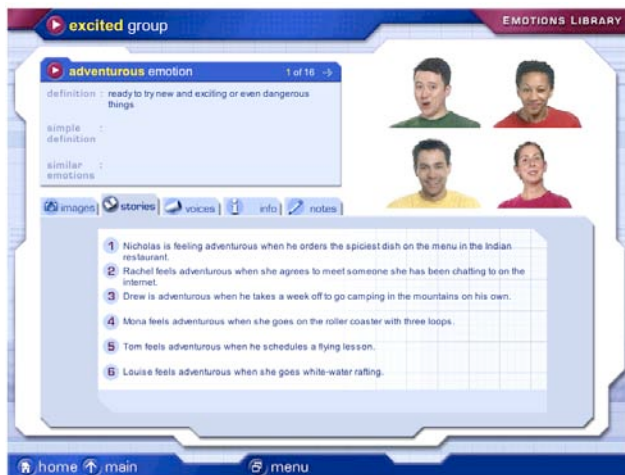 excited group
EMOTIONS LIBRARY
adventurous emotion
1 of 16
definition : ready to try new and exciting or even dangerous
things
simple :
definition
similar :
emotions
images
stories
voices
info
notes
1 Nicholas is feeling adventurous when he orders the spiciest dish on the menu in the Indian
restaurant.
2 Rachel feels adventurous when she agrees to meet someone she has been chatting to on the
internet.
3 Drew is adventurous when he takes a week off to go camping in the mountains on his own.
4 Mona feels adventurous when she goes on the roller coaster with three loops.
5 Tom feels adventurous when he schedules a flying lesson.
6 Louise feels adventurous when she goes white-water rafting.
home main menu